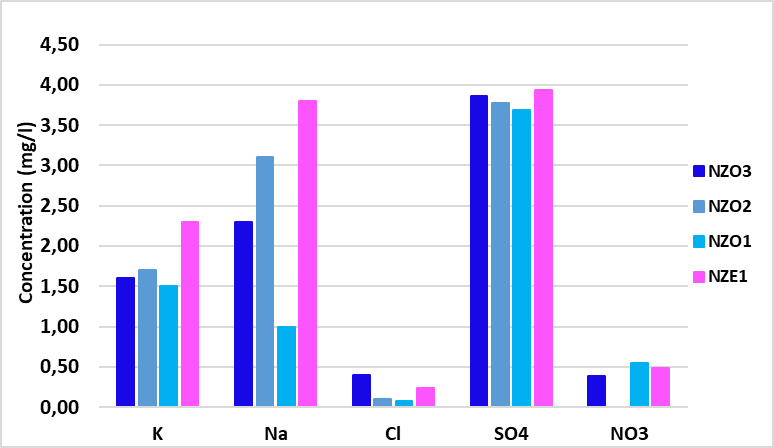 4,50
4,00
3,50
3,00
2,50
2,00
1,50
1,00
0,50
0,00
Concentration (mg/l)
K Na Cl SO4 NO3
NZO3
NZO2
NZO1
NZE1